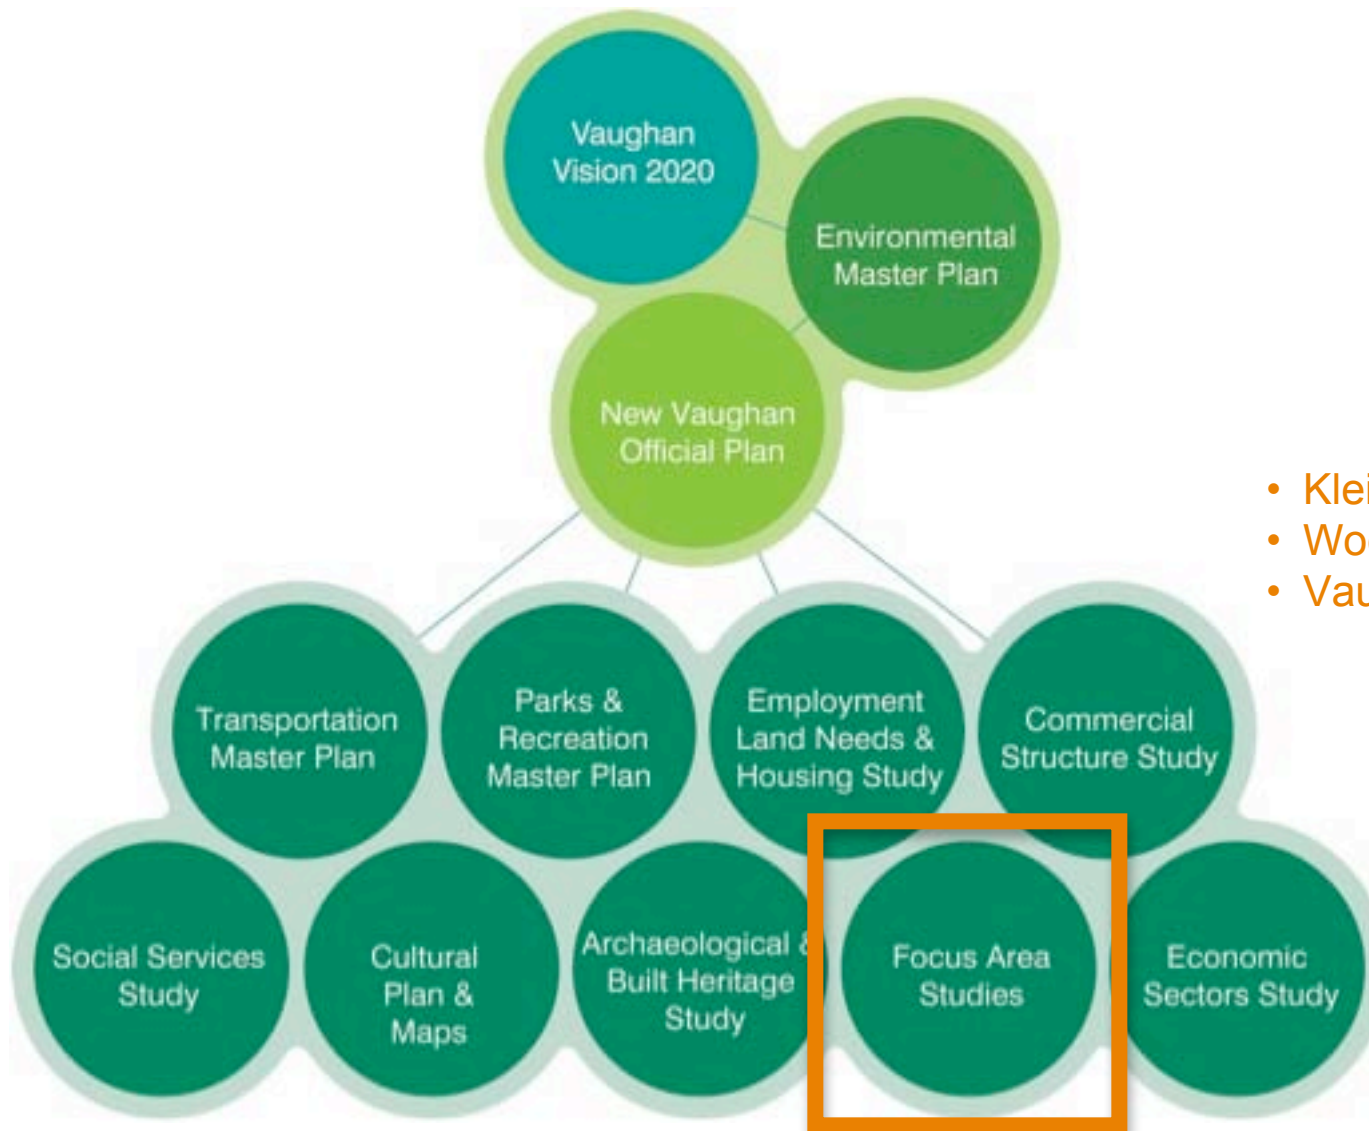 Vaughan
Vision 2020
Environmental
Master Plan
New Vaughan
Official Plan
Transportation
Master Plan
Parks &
Recreation
Master Plan
Employment
Land Needs &
Housing Study
Commercial
Structure Study
Social Services
Study
Cultural
Plan &
Maps
Archaeological &
Built Heritage
Study
Focus Area
Studies
Economic
Sectors Study